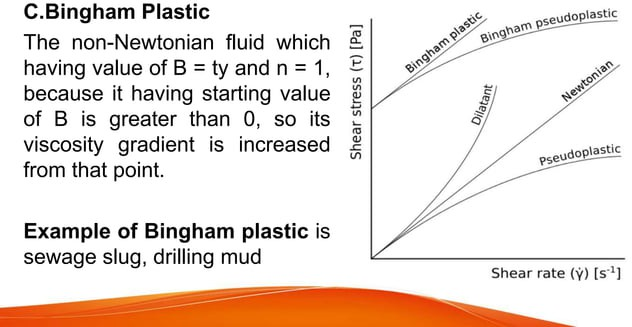 C.Bingham Plastic
The non-Newtonian fluid which
having value of B = ty and n = 1,
because it having starting value
of B is greater than 0, so its
viscosity gradient is increased
from that point.
Example of Bingham plastic is
sewage slug, drilling mud
Shear stress (τ) [Pa]
Bingham plastic
Bingham pseudoplastic
Dilatant
Newtonian
Pseudoplastic
Shear rate (γ̇) [s⁻¹]